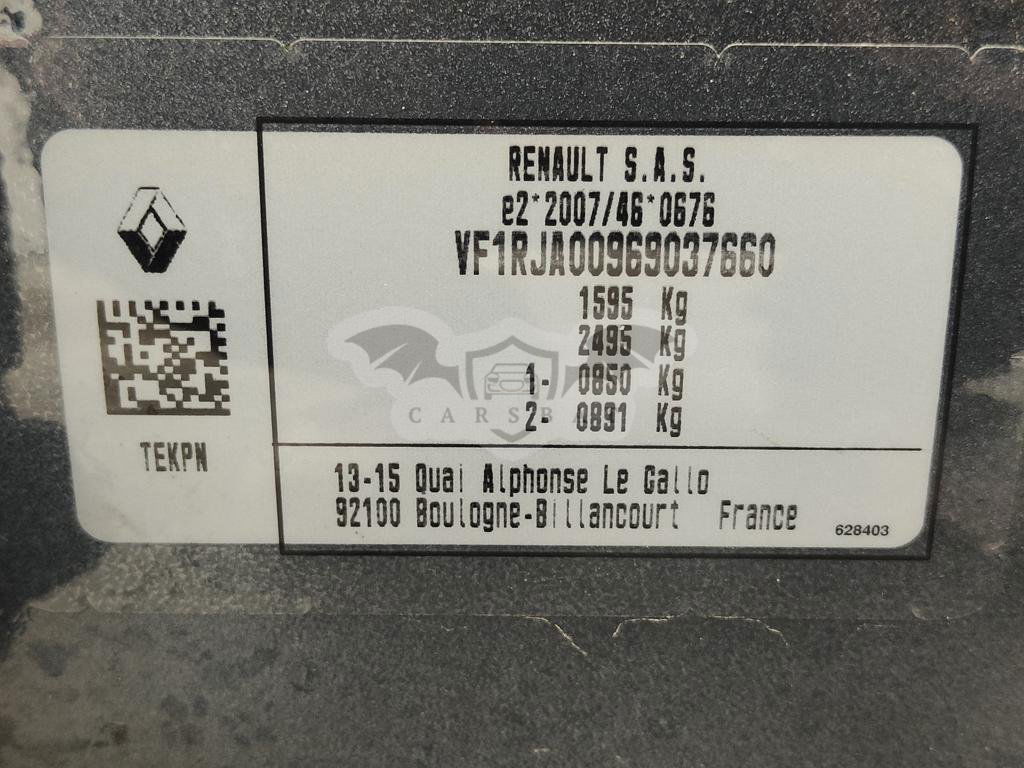 RENAULT S.A.S.
e2*2007/46*0676
VF1RJA00969037660
1595 Kg
2495 Kg
1- 0850 Kg
2- 0891 Kg
TEKPN
13-15 Quai Alphonse Le Gallo
92100 Boulogne-Billancourt France
628403